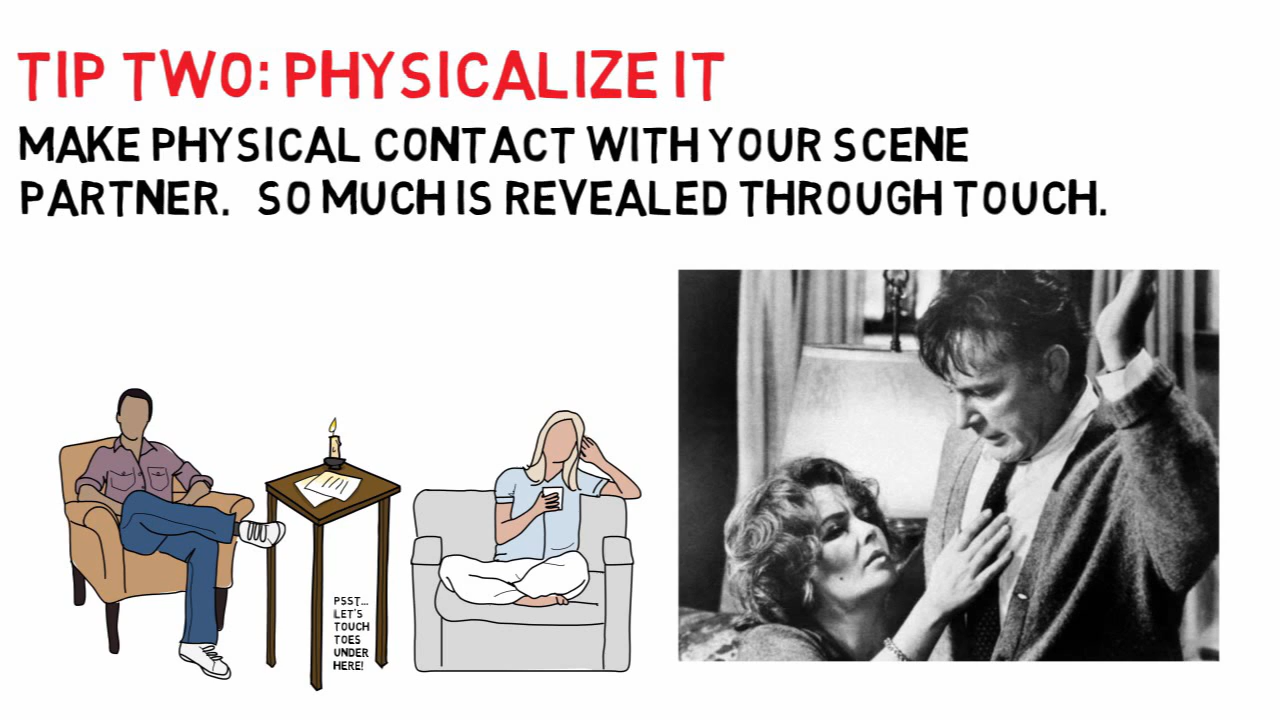 TIP TWO: PHYSICALIZE IT
MAKE PHYSICAL CONTACT WITH YOUR SCENE
PARTNER. SO MUCH IS REVEALED THROUGH TOUCH.
PSST...
LET'S
TOUCH
TOES
UNDER
HERE!